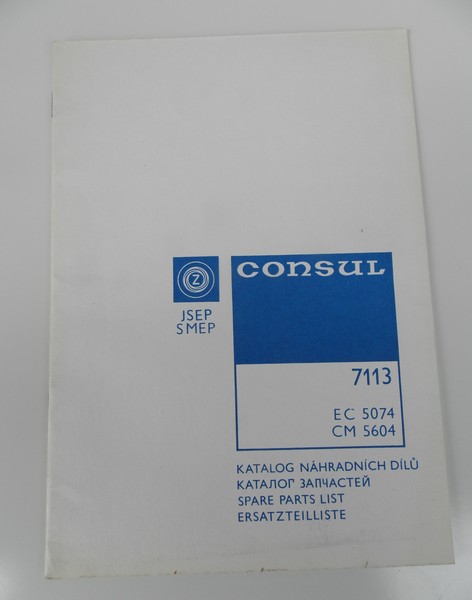 Z
CONSUL
JSEP
SMEP
7113
EC 5074
CM 5604
KATALOG NÁHRADNÍCH DÍLŮ
КАТАЛОГ ЗАПЧАСТЕЙ
SPARE PARTS LIST
ERSATZTEILLISTE